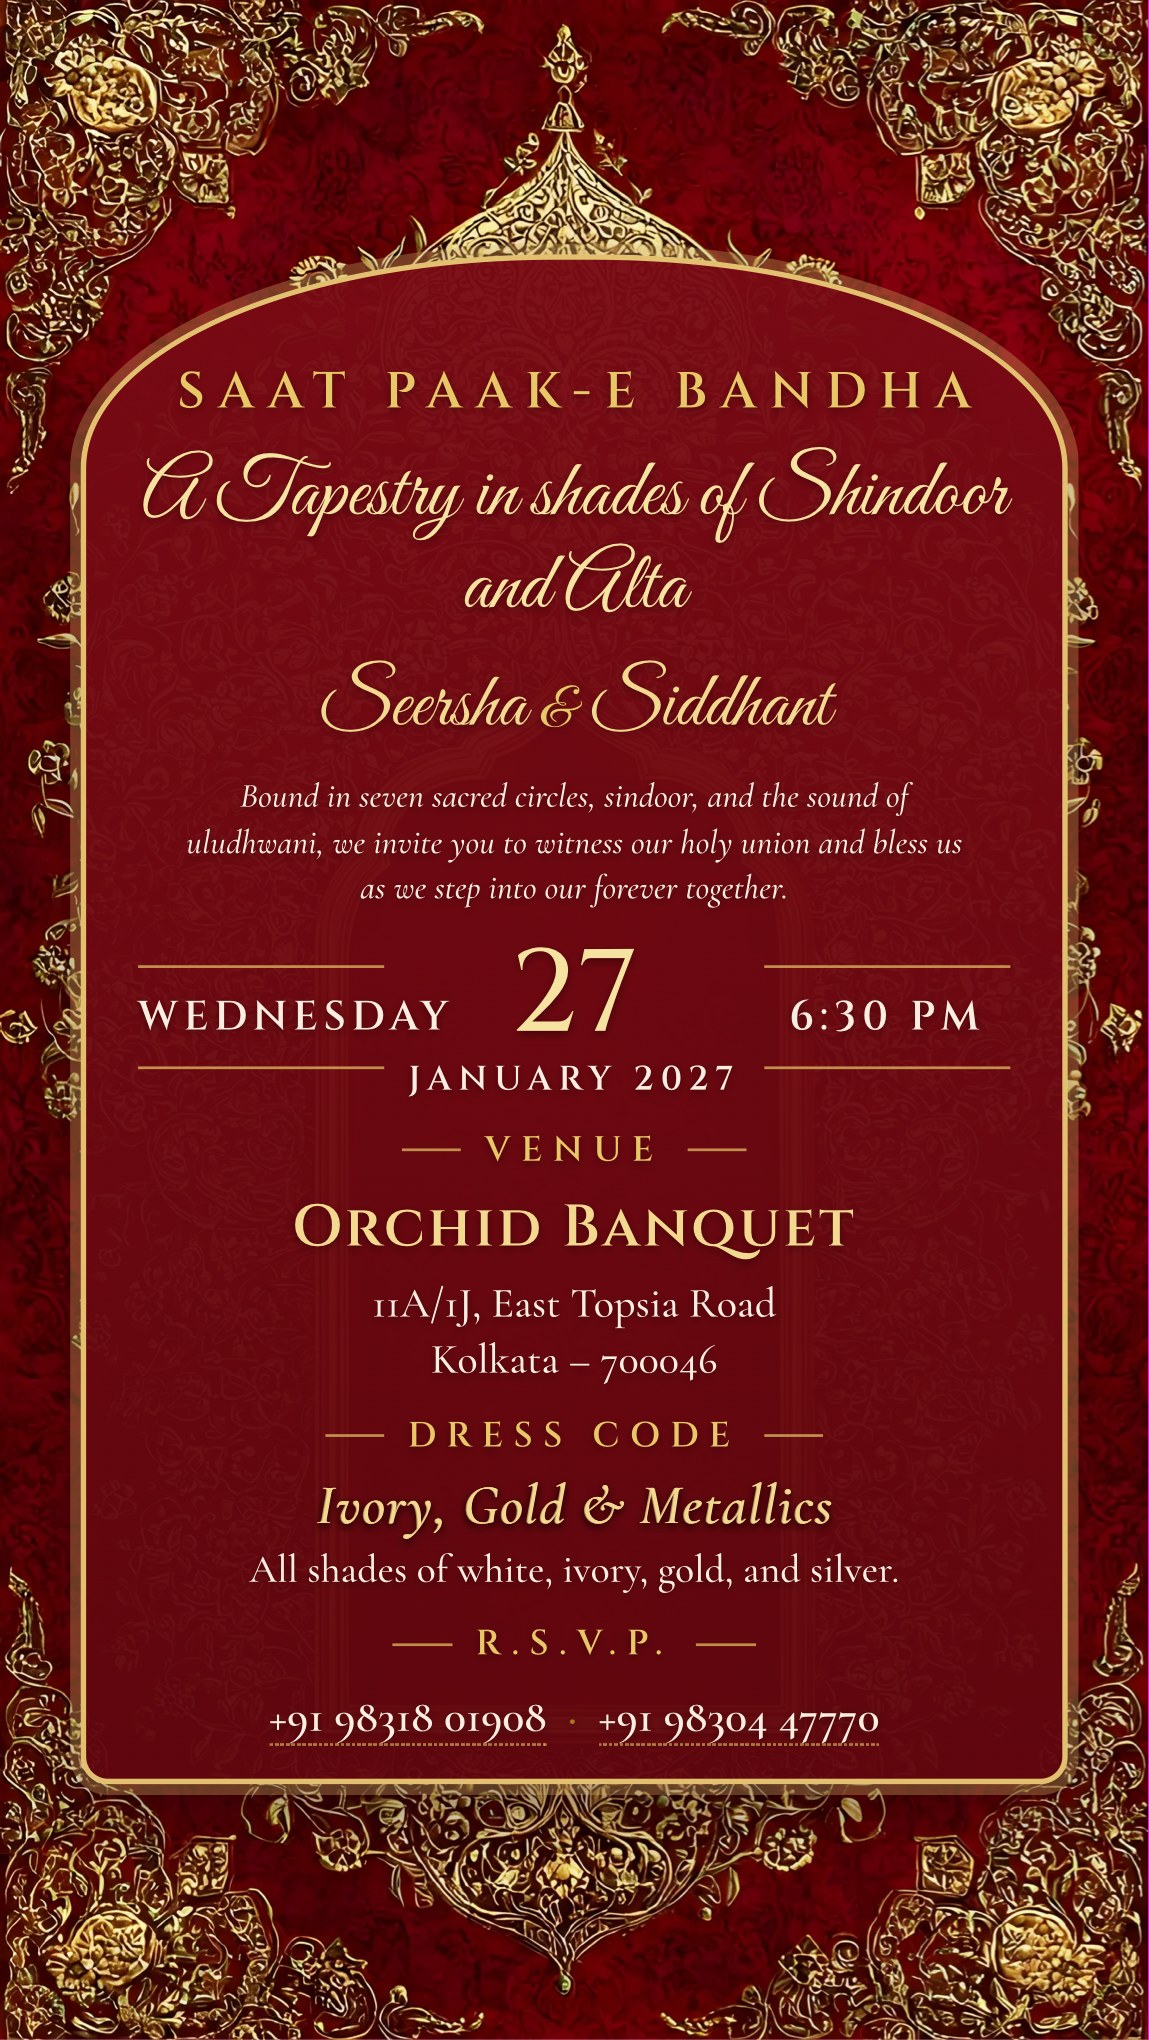 SAAT PAAK-E BANDHA
A Tapestry in shades of Shindoor
and Alta
Seersha & Siddhant
Bound in seven sacred circles, sindoor, and the sound of
uludhwani, we invite you to witness our holy union and bless us
as we step into our forever together.
WEDNESDAY
27
JANUARY 2027
6:30 PM
VENUE
ORCHID BANQUET
11A/1J, East Topsia Road
Kolkata – 700046
DRESS CODE
Ivory, Gold & Metallics
All shades of white, ivory, gold, and silver.
R.S.V.P.
+91 98318 01908 · +91 98304 47770